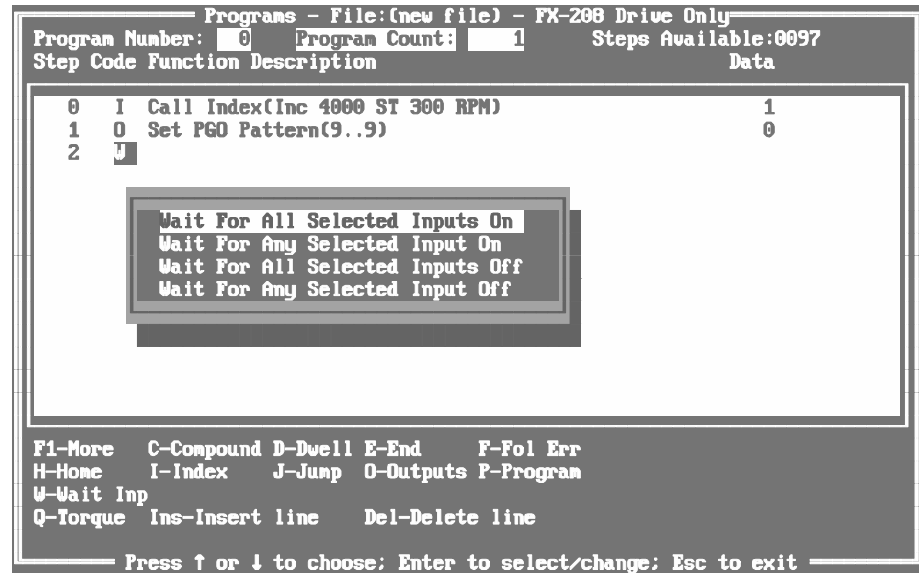 Programs - File:(new file) - FX-208 Drive Only
Program Number: 0 Program Count: 1 Steps Available:0097
Step Code Function Description Data
0 I Call Index(Inc 4000 ST 300 RPM) 1
1 O Set PGO Pattern(9..9) 0
2 W
Wait For All Selected Inputs On
Wait For Any Selected Input On
Wait For All Selected Inputs Off
Wait For Any Selected Input Off
F1-More C-Compound D-Dwell E-End F-Fol Err
H-Home I-Index J-Jump O-Outputs P-Program
W-Wait Inp
Q-Torque Ins-Insert line Del-Delete line
Press ↑ or ↓ to choose; Enter to select/change; Esc to exit